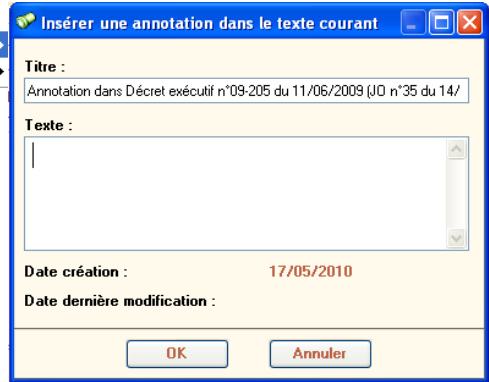 Insérer une annotation dans le texte courant
Titre :
Annotation dans Décret exécutif n°09-205 du 11/06/2009 (JO n°35 du 14/
Texte :
Date création : 17/05/2010
Date dernière modification :
OK Annuler